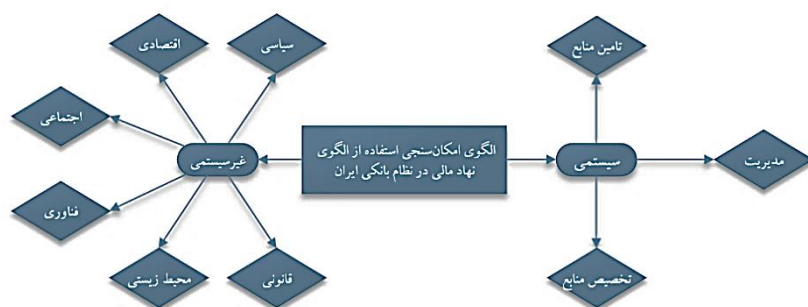 تامین منابع
سیاسی
اقتصادی
اجتماعی
الگوی امکان‌سنجی استفاده از الگوی
نهاد مالی در نظام بانکی ایران
مدیریت
سیستمی
غیرسیستمی
فناوری
تخصیص منابع
قانونی
محیط زیستی